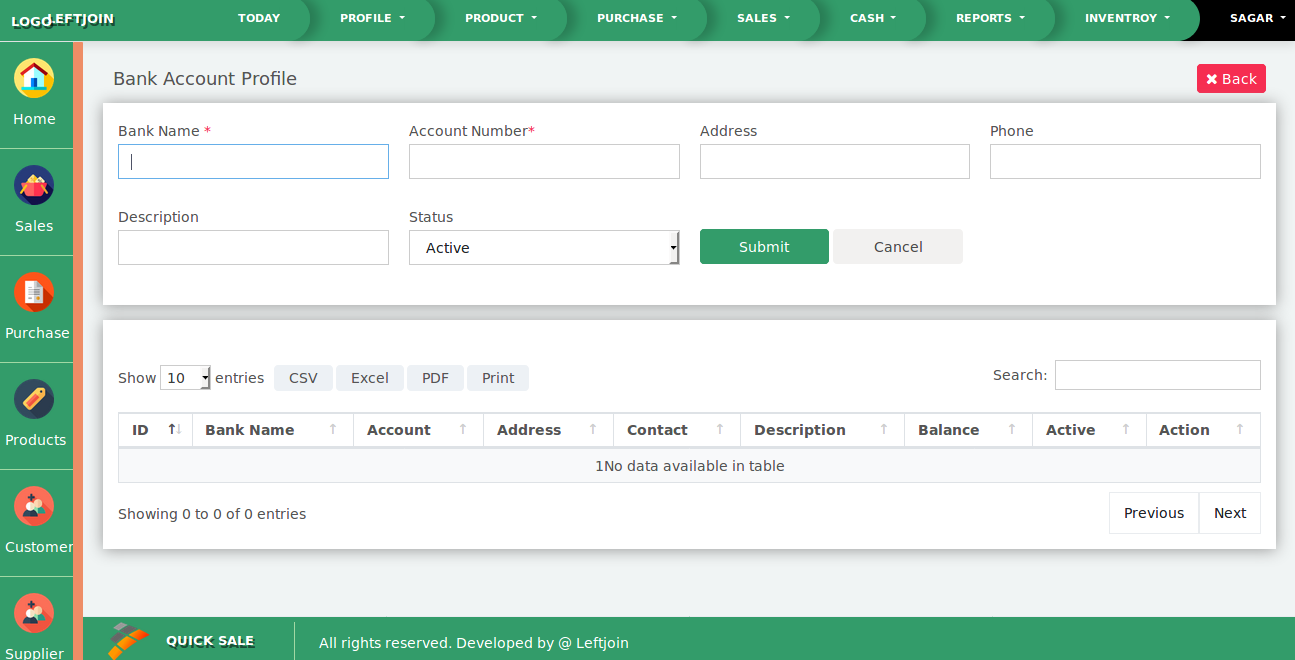 LOGO LEFTJOIN TODAY PROFILE PRODUCT PURCHASE SALES CASH REPORTS INVENTROY SAGAR
Home
Sales
Purchase
Products
Customer
Supplier
Bank Account Profile Back
Bank Name * Account Number* Address Phone
Description Status
Active Submit Cancel
Show 10 entries CSV Excel PDF Print Search:
ID Bank Name Account Address Contact Description Balance Active Action
1No data available in table
Showing 0 to 0 of 0 entries Previous Next
QUICK SALE All rights reserved. Developed by @ Leftjoin